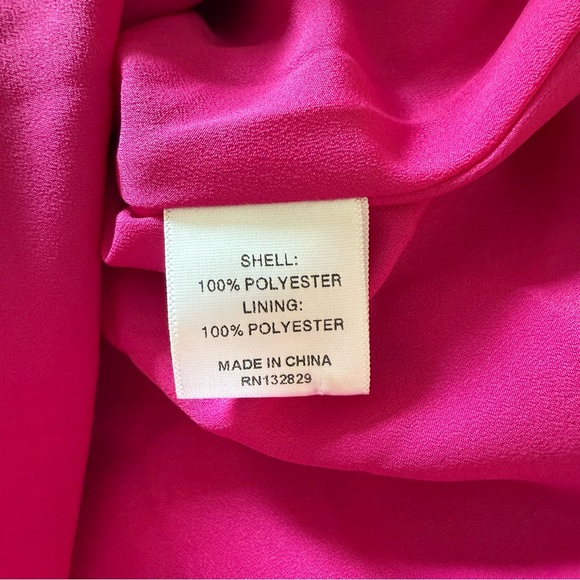 SHELL:
100% POLYESTER
LINING:
100% POLYESTER
MADE IN CHINA
RN132829